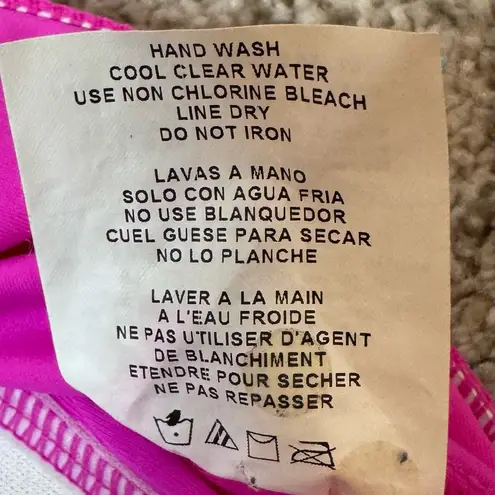 HAND WASH
COOL CLEAR WATER
USE NON CHLORINE BLEACH
LINE DRY
DO NOT IRON
LAVAS A MANO
SOLO CON AGUA FRIA
NO USE BLANQUEDOR
CUEL GUESE PARA SECAR
NO LO PLANCHE
LAVER A LA MAIN
A L'EAU FROIDE
NE PAS UTILISER D'AGENT
DE BLANCHIMENT
ETENDRE POUR SECHER
NE PAS REPASSER